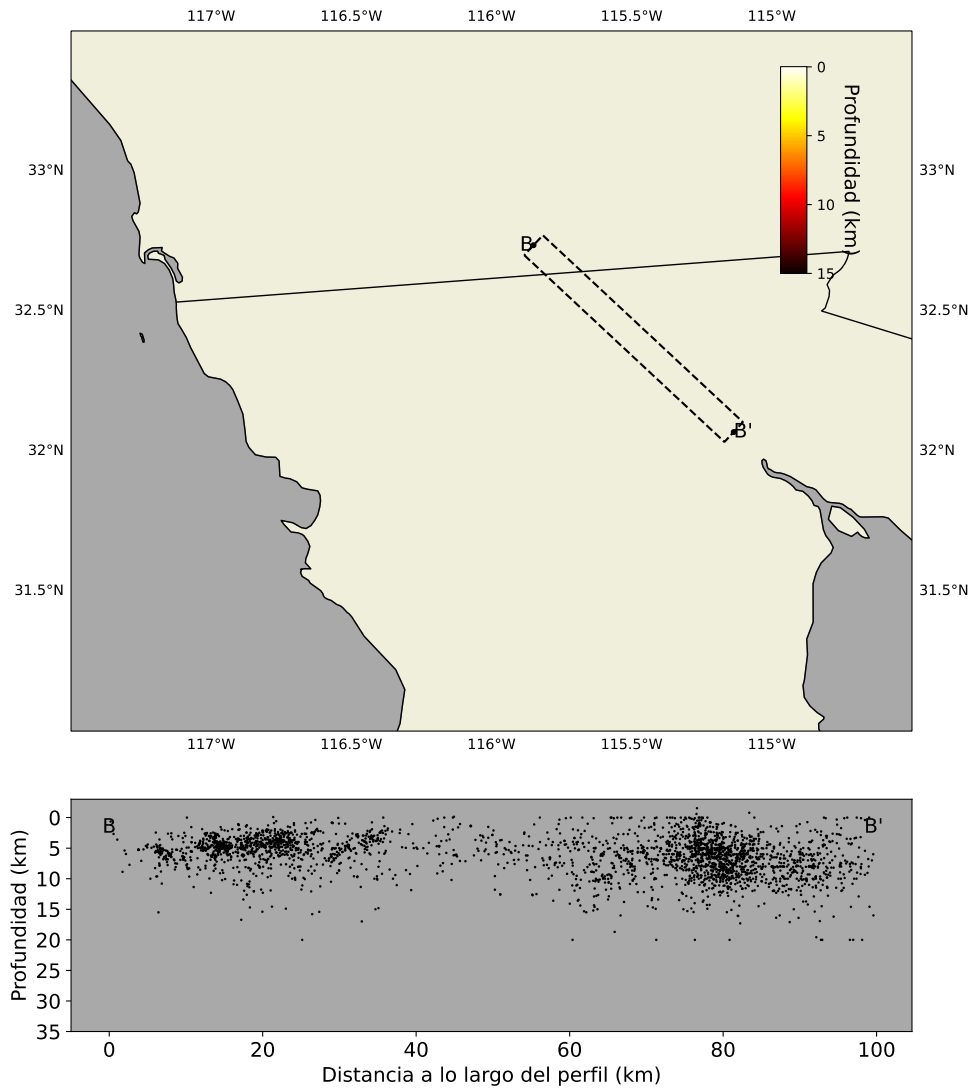 117°W 116.5°W 116°W 115.5°W 115°W
0
5
10
15
Profundidad (km)
33°N 33°N
B
32.5°N 32.5°N
B'
32°N 32°N
31.5°N 31.5°N
117°W 116.5°W 116°W 115.5°W 115°W
Profundidad (km)
0
5
10
15
20
25
30
35
B B'
0 20 40 60 80 100
Distancia a lo largo del perfil (km)